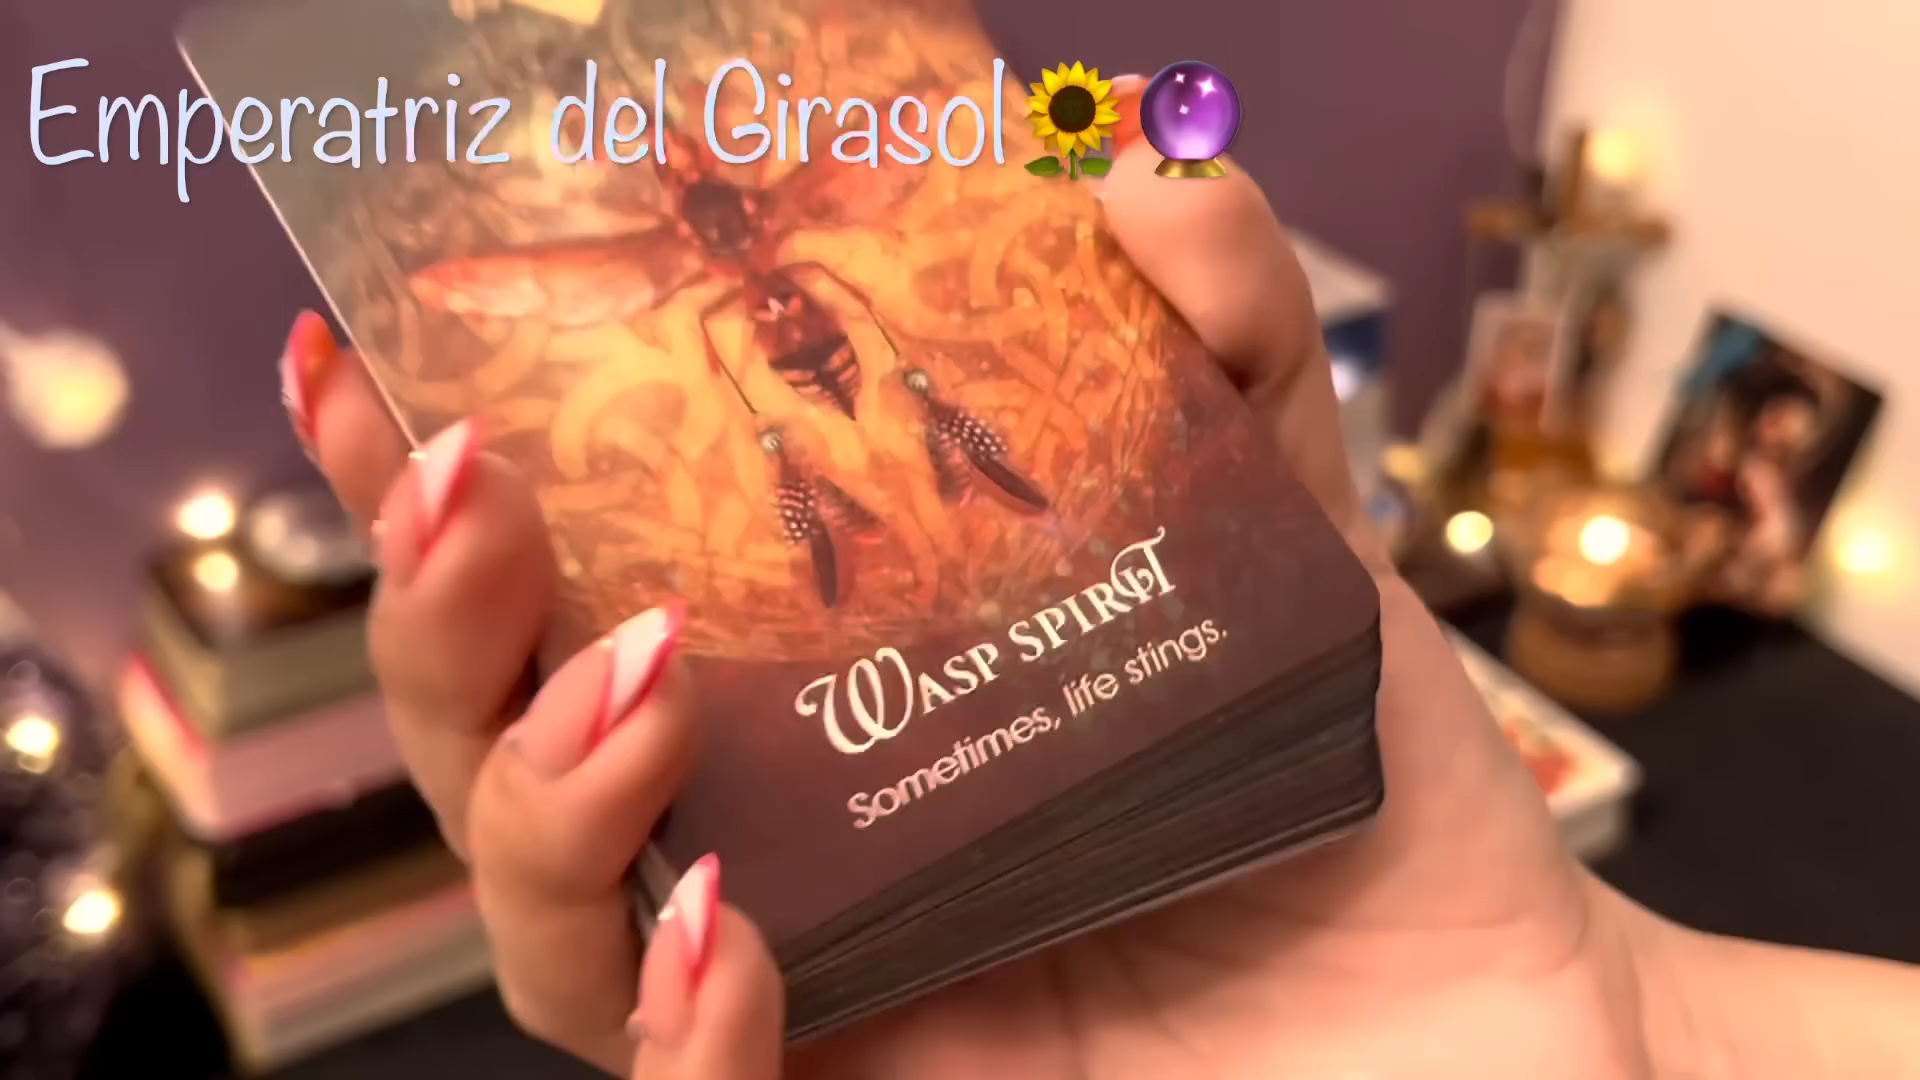 Emperatriz del Girasol🌻🔮
WASP SPIRIT
Sometimes, life stings.